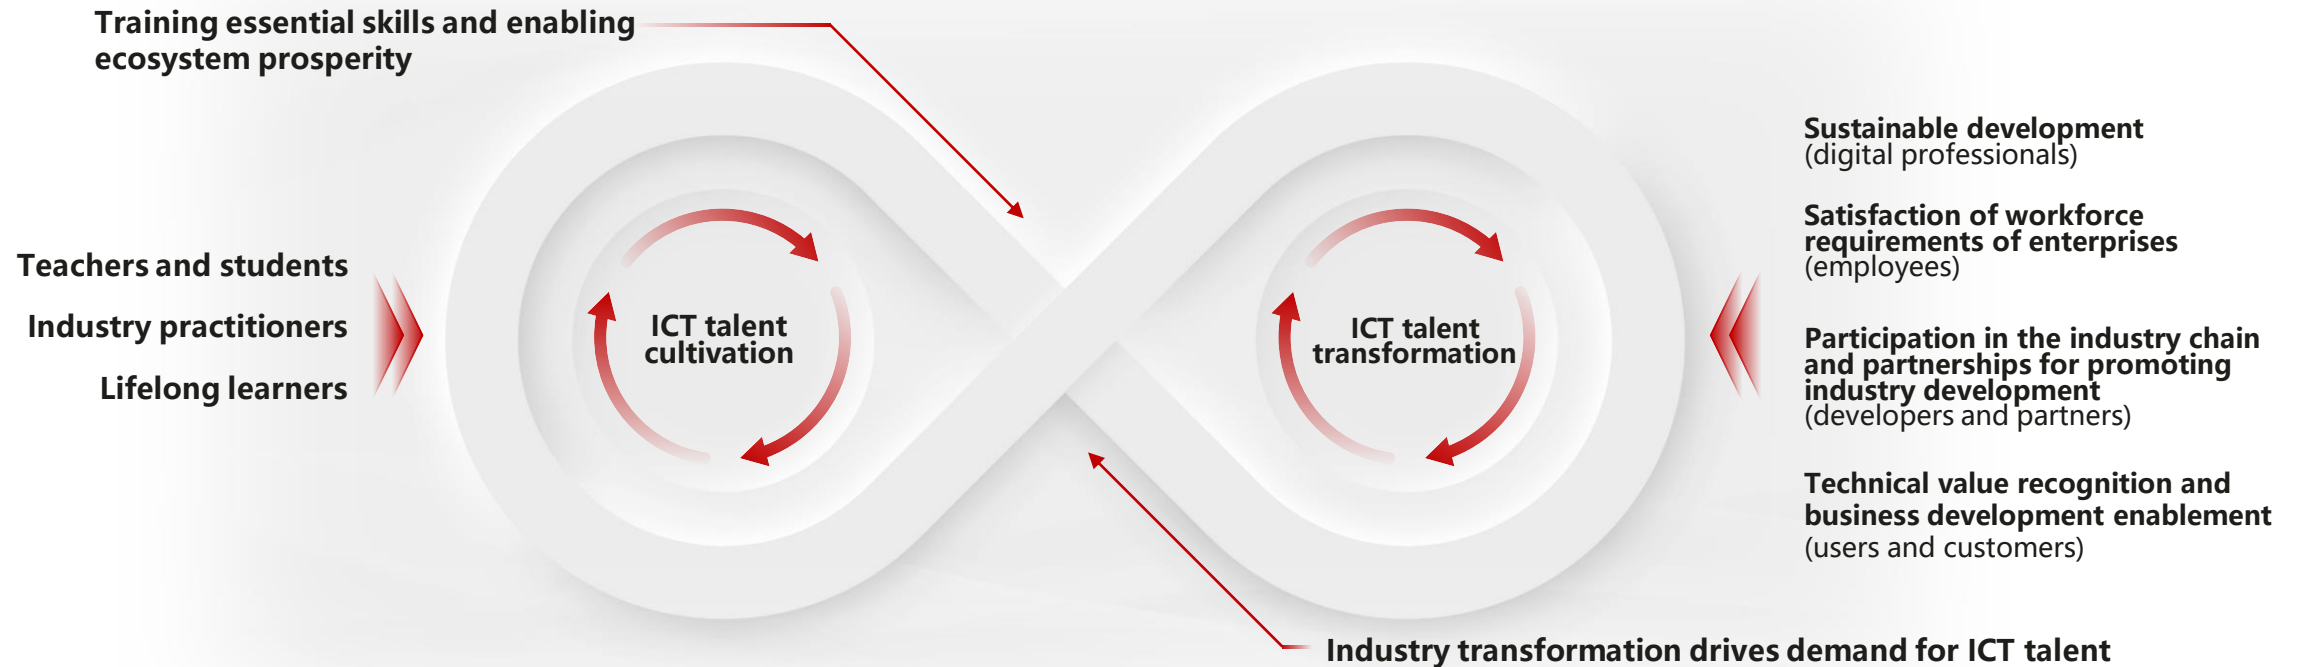 Training essential skills and enabling
ecosystem prosperity
Teachers and students
Industry practitioners
Lifelong learners
ICT talent
cultivation
ICT talent
transformation
Sustainable development
(digital professionals)
Satisfaction of workforce
requirements of enterprises
(employees)
Participation in the industry chain
and partnerships for promoting
industry development
(developers and partners)
Technical value recognition and
business development enablement
(users and customers)
Industry transformation drives demand for ICT talent